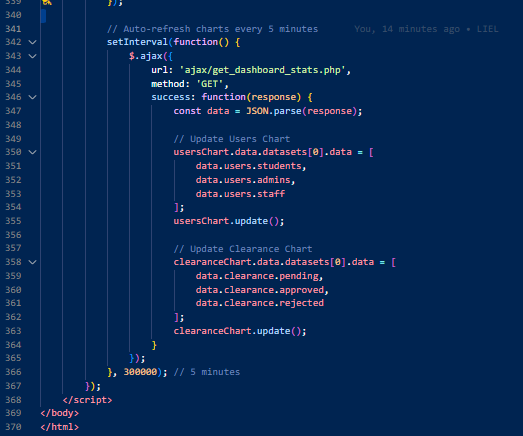 339 });
340
341 // Auto-refresh charts every 5 minutes You, 14 minutes ago • LIEL
342 setInterval(function() {
343 $.ajax({
344 url: 'ajax/get_dashboard_stats.php',
345 method: 'GET',
346 success: function(response) {
347 const data = JSON.parse(response);
348
349 // Update Users Chart
350 usersChart.data.datasets[0].data = [
351 data.users.students,
352 data.users.admins,
353 data.users.staff
354 ];
355 usersChart.update();
356
357 // Update Clearance Chart
358 clearanceChart.data.datasets[0].data = [
359 data.clearance.pending,
360 data.clearance.approved,
361 data.clearance.rejected
362 ];
363 clearanceChart.update();
364 }
365 });
366 }, 300000); // 5 minutes
367 });
368 </script>
369 </body>
370 </html>